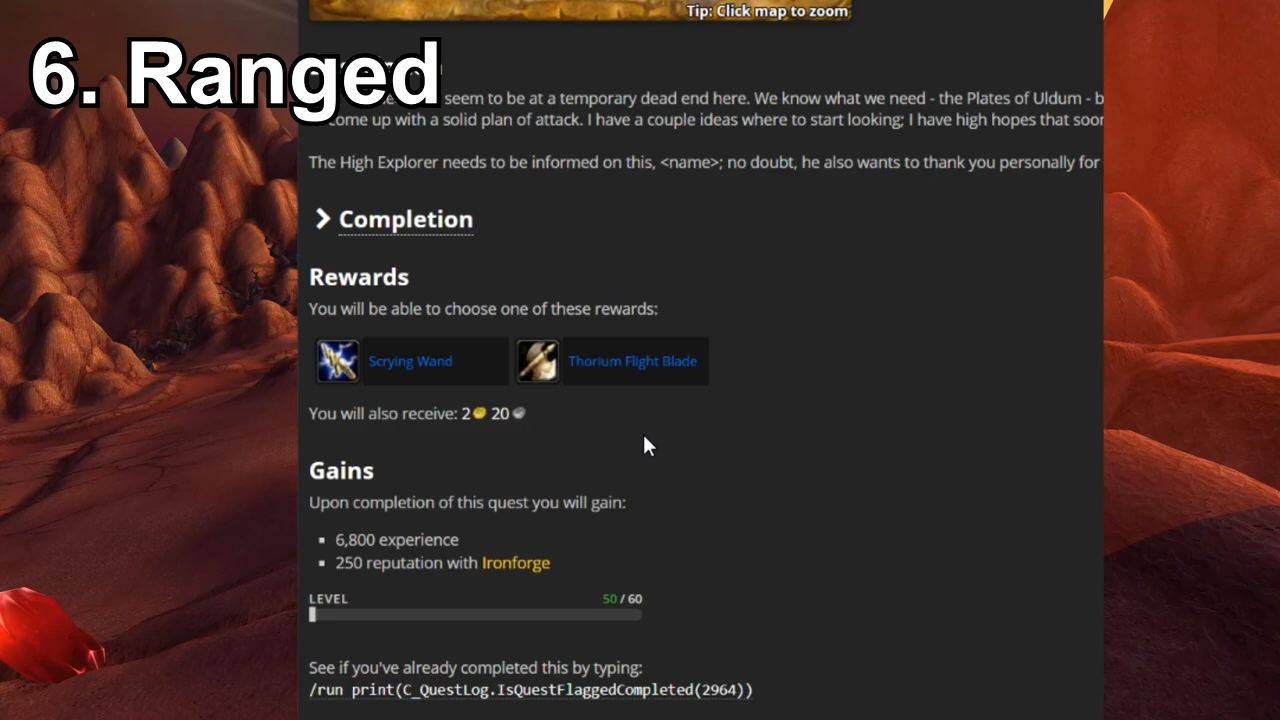 Tip: Click map to zoom
6. Ranged
seem to be at a temporary dead end here. We know what we need - the Plates of Uldum - b
come up with a solid plan of attack. I have a couple ideas where to start looking; I have high hopes that soor
The High Explorer needs to be informed on this, <name>; no doubt, he also wants to thank you personally for
Completion
Rewards
You will be able to choose one of these rewards:
Scrying Wand Thorium Flight Blade
You will also receive: 2 20
Gains
Upon completion of this quest you will gain:
▪ 6,800 experience
▪ 250 reputation with Ironforge
LEVEL 50 / 60
See if you've already completed this by typing:
/run print(C_QuestLog.IsQuestFlaggedCompleted(2964))